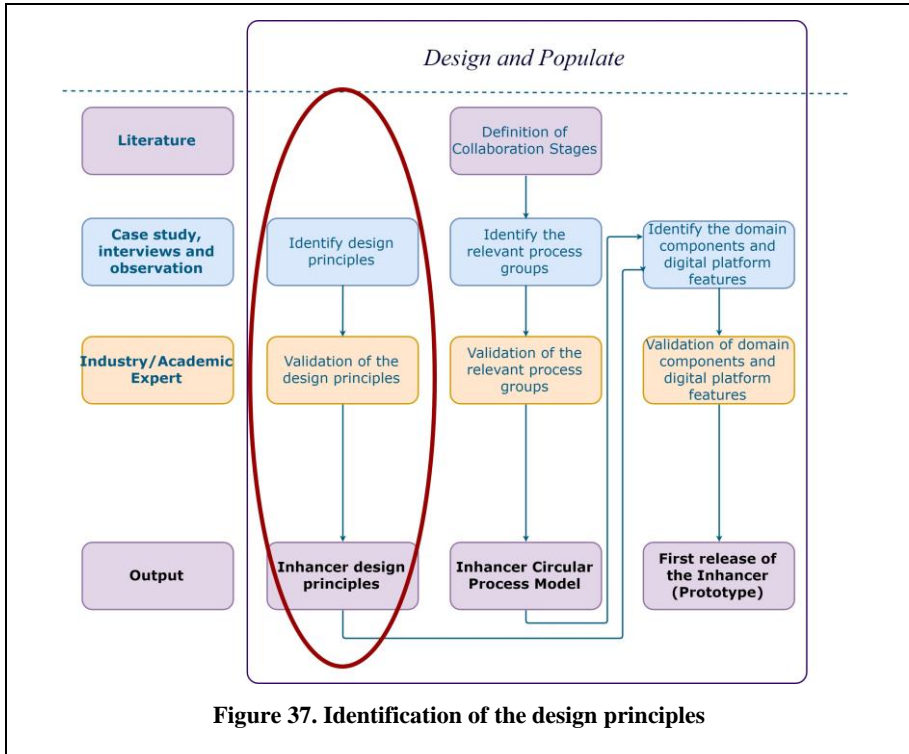 Design and Populate
Literature
Definition of
Collaboration Stages
Case study,
interviews and
observation
Identify design
principles
Identify the
relevant process
groups
Identify the domain
components and
digital platform
features
Industry/Academic
Expert
Validation of the
design principles
Validation of the
relevant process
groups
Validation of domain
components and
digital platform
features
Output
Inhancer design
principles
Inhancer Circular
Process Model
First release of
the Inhancer
(Prototype)
Figure 37. Identification of the design principles